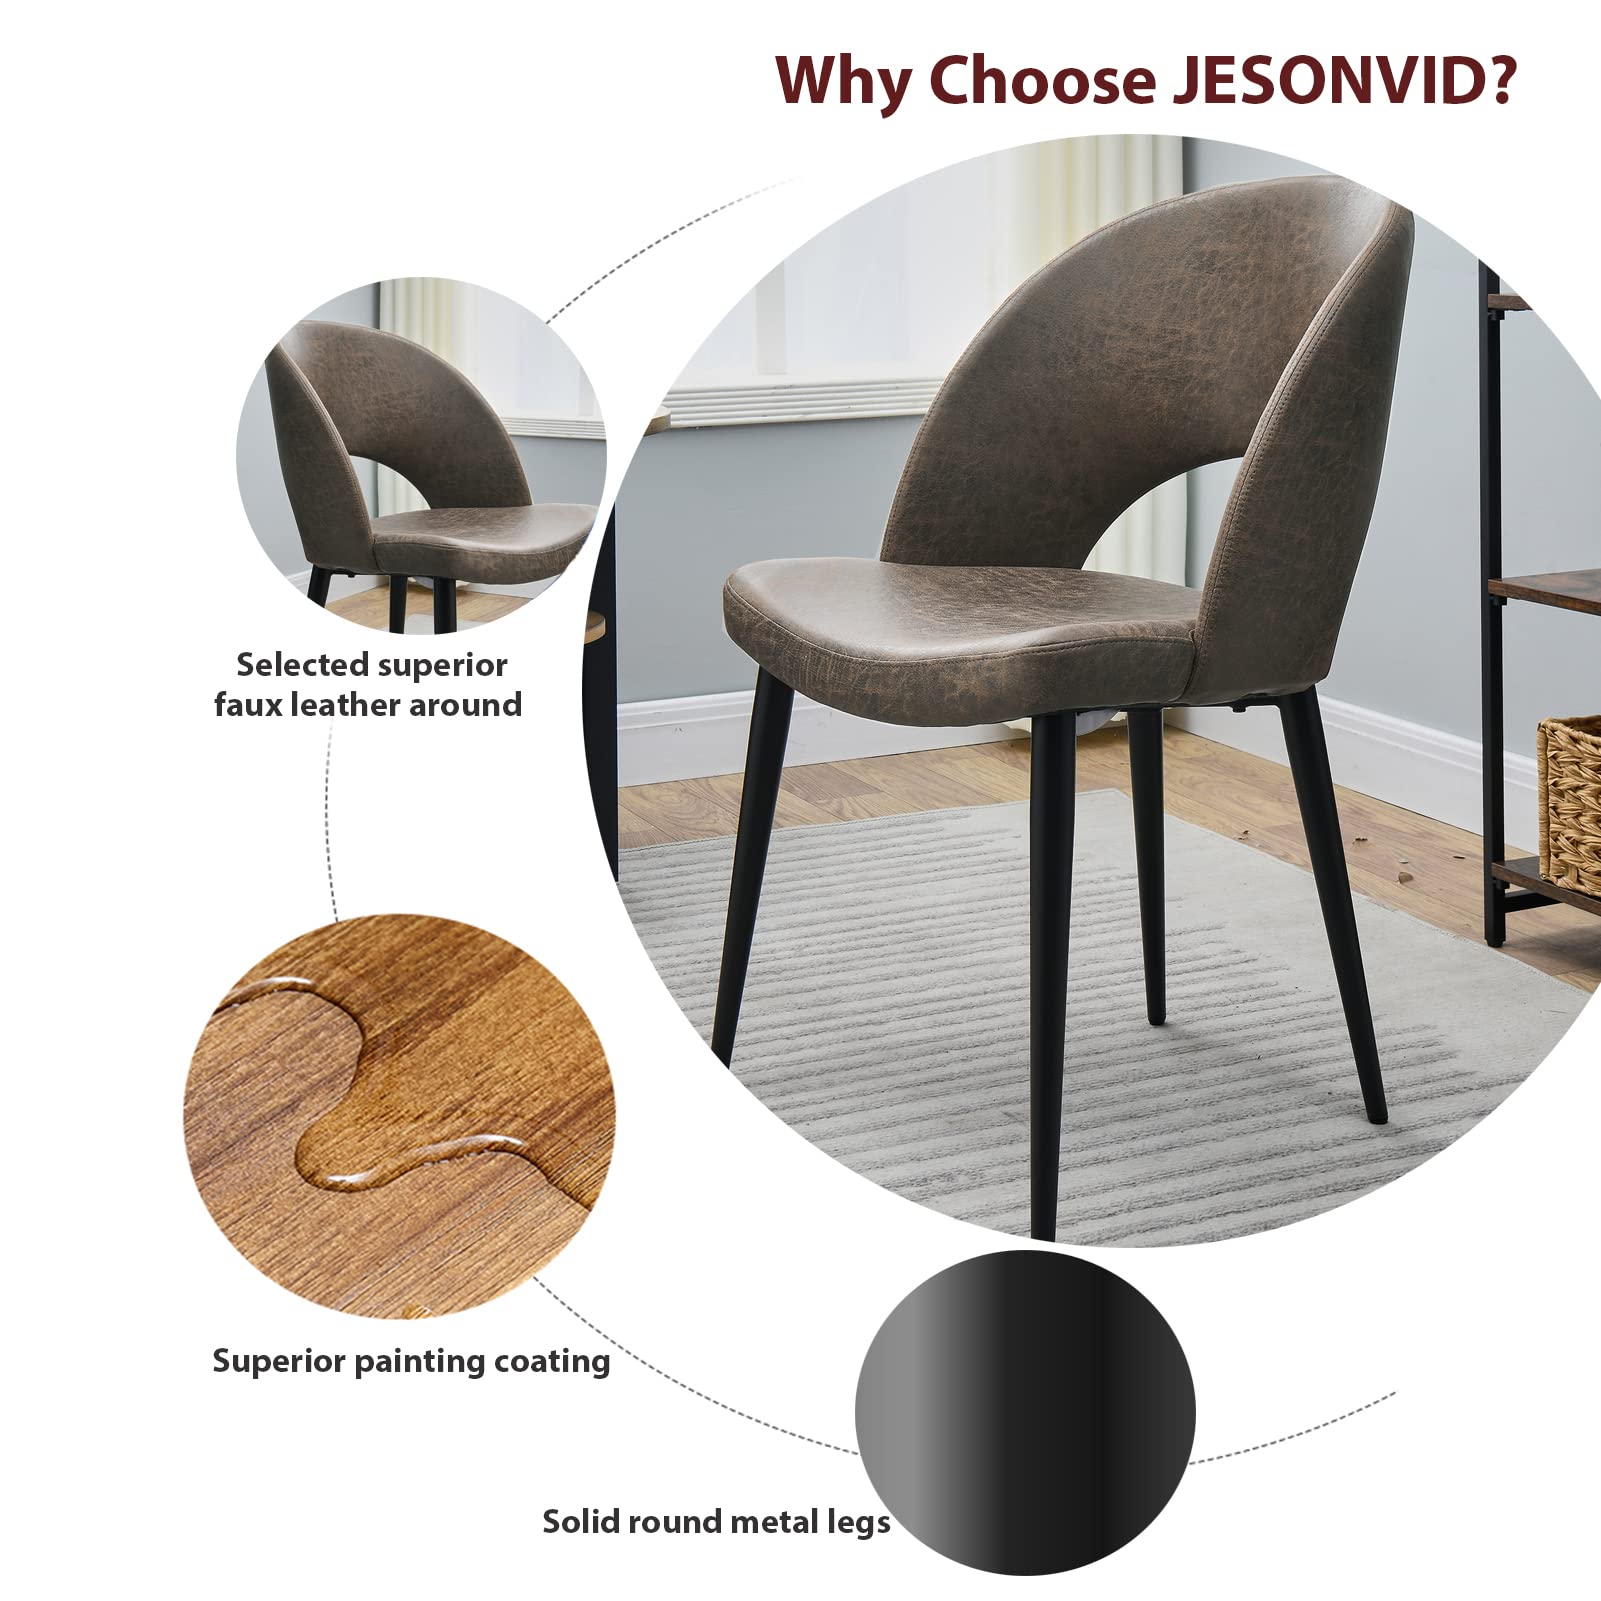 Why Choose JESONVID?
Selected superior
faux leather around
Superior painting coating
Solid round metal legs